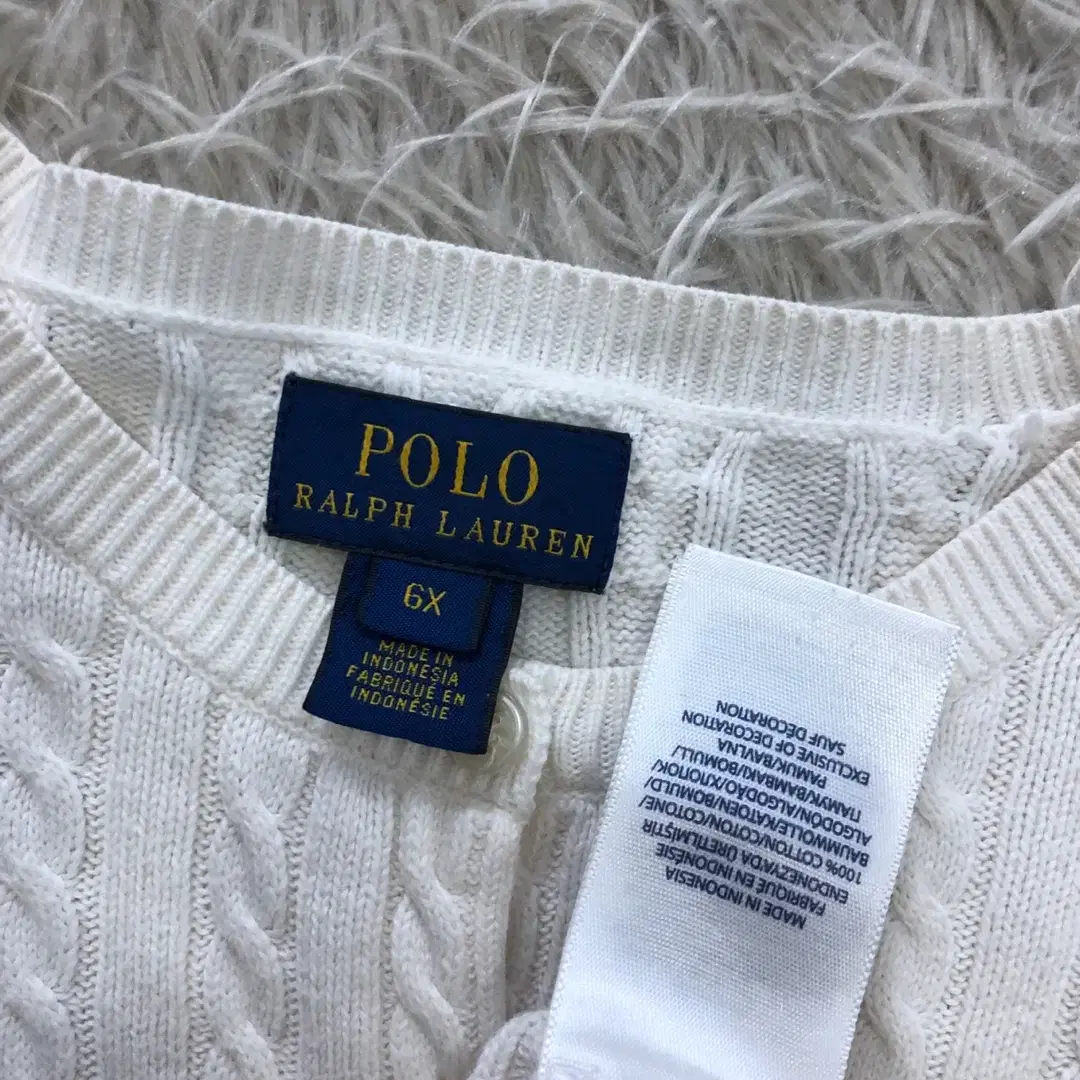 POLO
RALPH LAUREN
6X
MADE IN
INDONESIA
FABRIQUÉ EN
INDONÉSIE
MADE IN INDONESIA
FABRIQUÉ EN INDONÉSIE
ENDONEZYA'DA ÜRETİLMİŞTİR
100% COTTON/COTON/COTONE/
BAUMWOLLE/KATOEN/BOMULD/
ALGODÓN/ALGODÃO/ХЛОПОК/
ПАМУК/BAMBAKI/BOMULL/
PAMUK/BAVLNA
EXCLUSIVE OF DECORATION
SAUF DÉCORATION